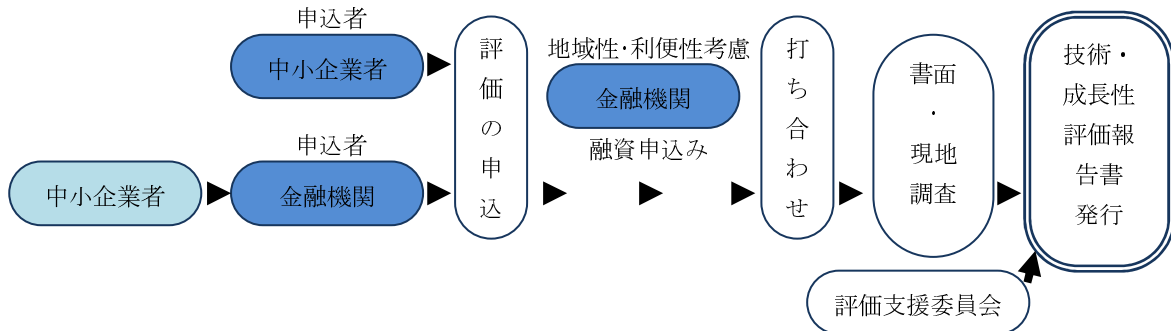 申込者
中小企業者
申込者
中小企業者
金融機関
評価の申込
地域性・利便性考慮
金融機関
融資申込み
打ち合わせ
書面
・
現地
調査
技術・
成長性
評価報
告書
発行
評価支援委員会